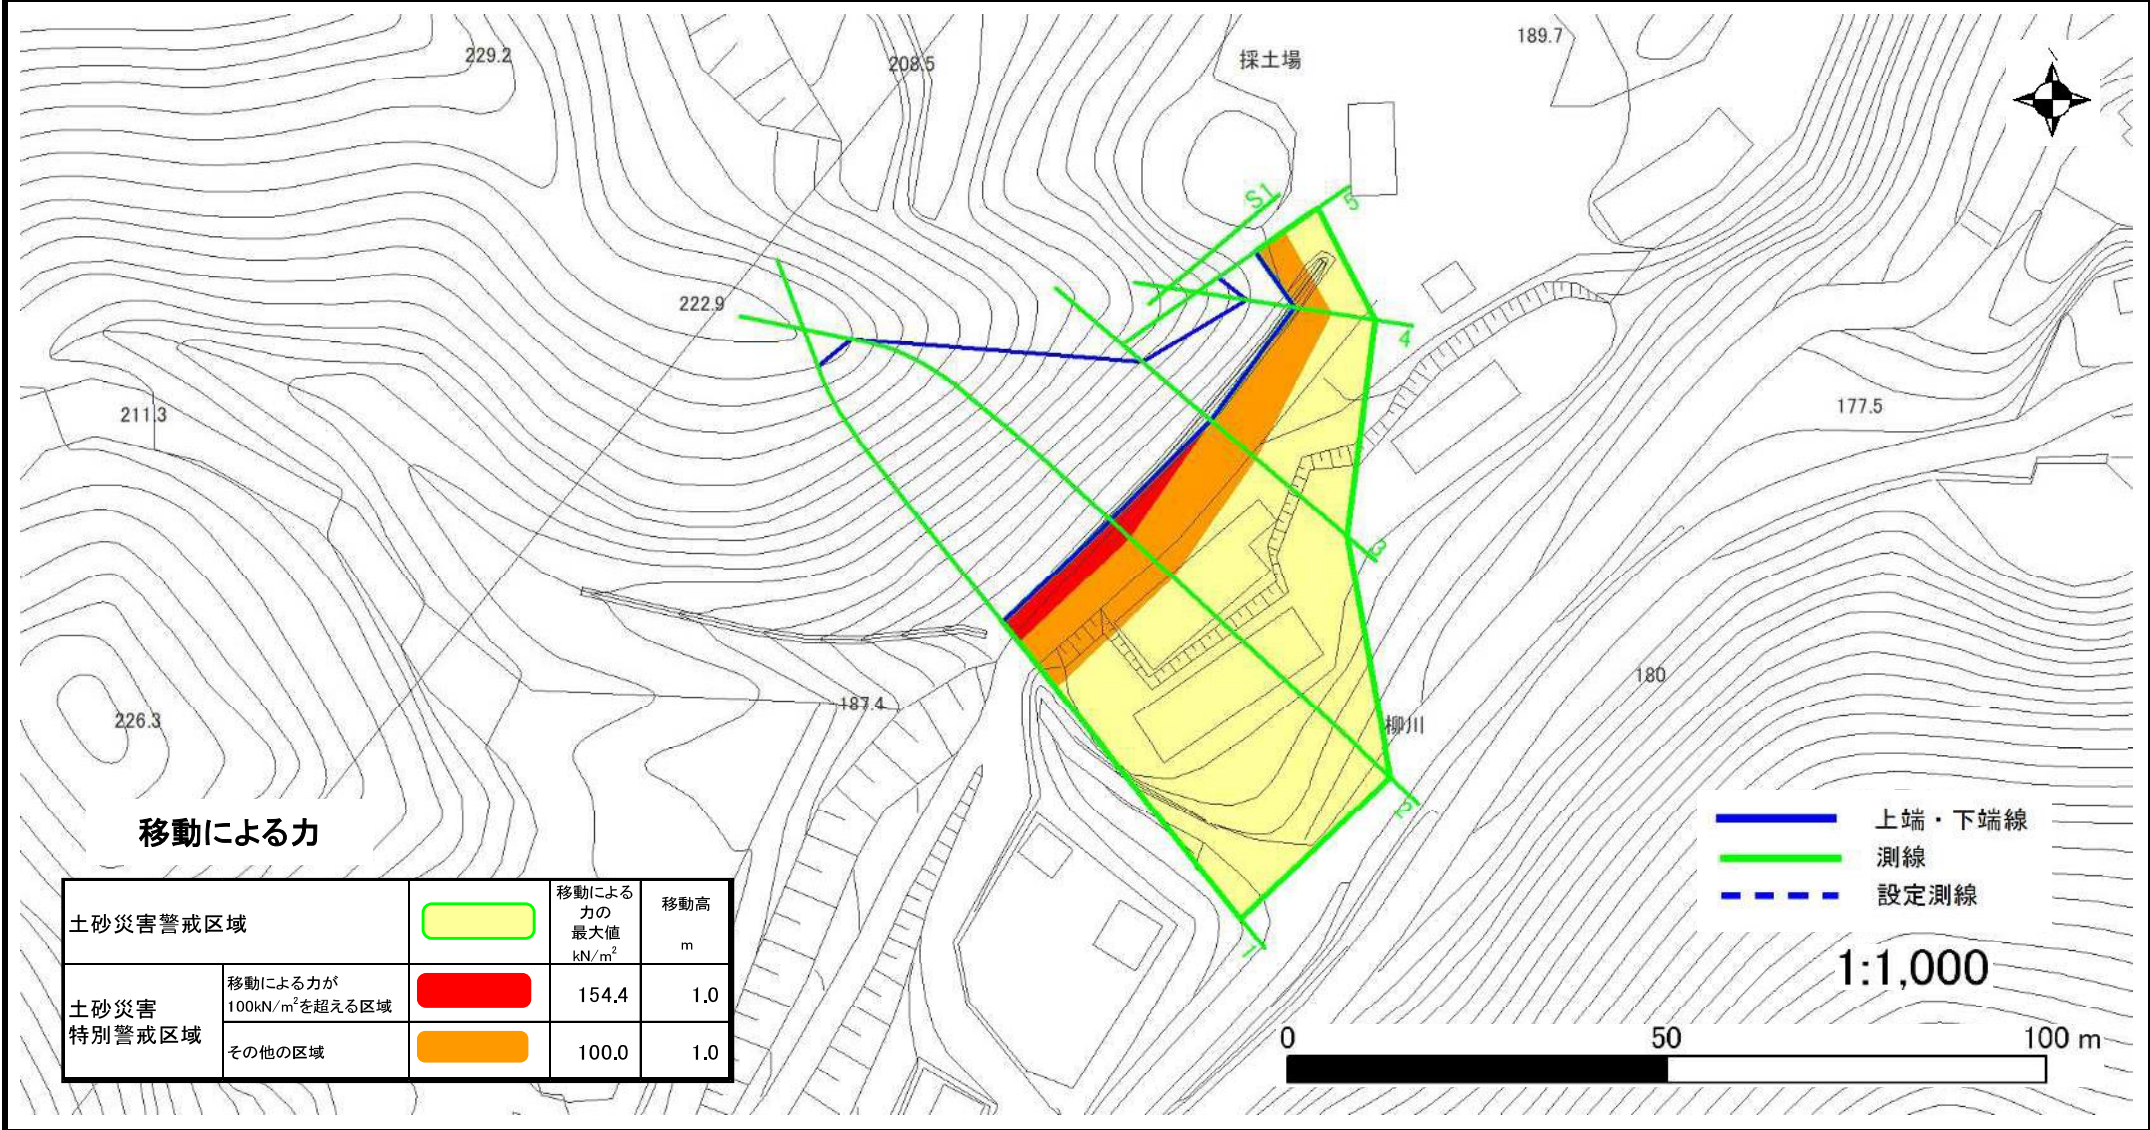 229.2
208.5
採土場
189.7
S1
5
222.9
4
211.3
177.5
3
180
226.3
187.4
柳川
2
1
移動による力
土砂災害警戒区域
移動による
力の
最大値
kN/m²
移動高
m
土砂災害
特別警戒区域
移動による力が
100kN/m²を超える区域
154.4
1.0
その他の区域
100.0
1.0
上端・下端線
測線
設定測線
1:1,000
0
50
100 m